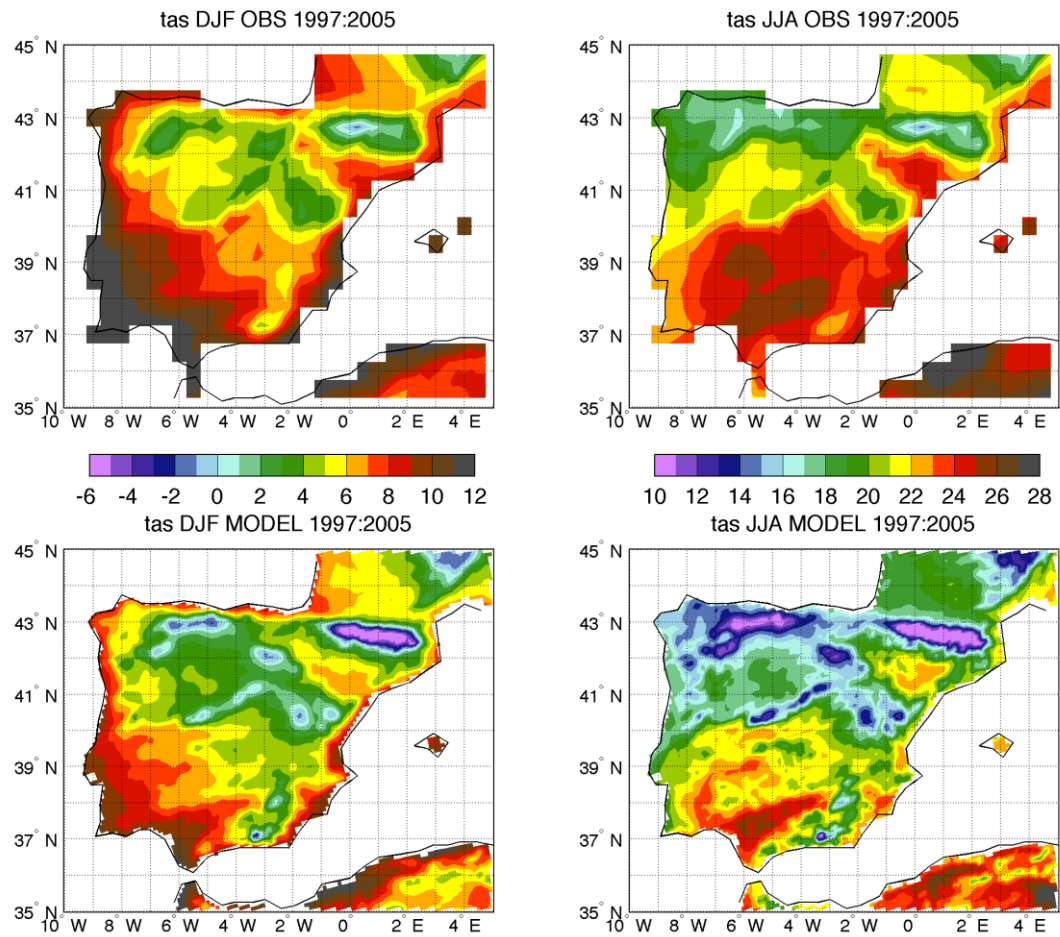 tas DJF OBS 1997:2005
tas JJA OBS 1997:2005
45° N
43° N
41° N
39° N
37° N
35° N
10° W 8° W 6° W 4° W 2° W 0° 2° E 4° E
45° N
43° N
41° N
39° N
37° N
35° N
10° W 8° W 6° W 4° W 2° W 0° 2° E 4° E
-6 -4 -2 0 2 4 6 8 10 12
10 12 14 16 18 20 22 24 26 28
tas DJF MODEL 1997:2005
tas JJA MODEL 1997:2005
45° N
43° N
41° N
39° N
37° N
35° N
10° W 8° W 6° W 4° W 2° W 0° 2° E 4° E
45° N
43° N
41° N
39° N
37° N
35° N
10° W 8° W 6° W 4° W 2° W 0° 2° E 4° E